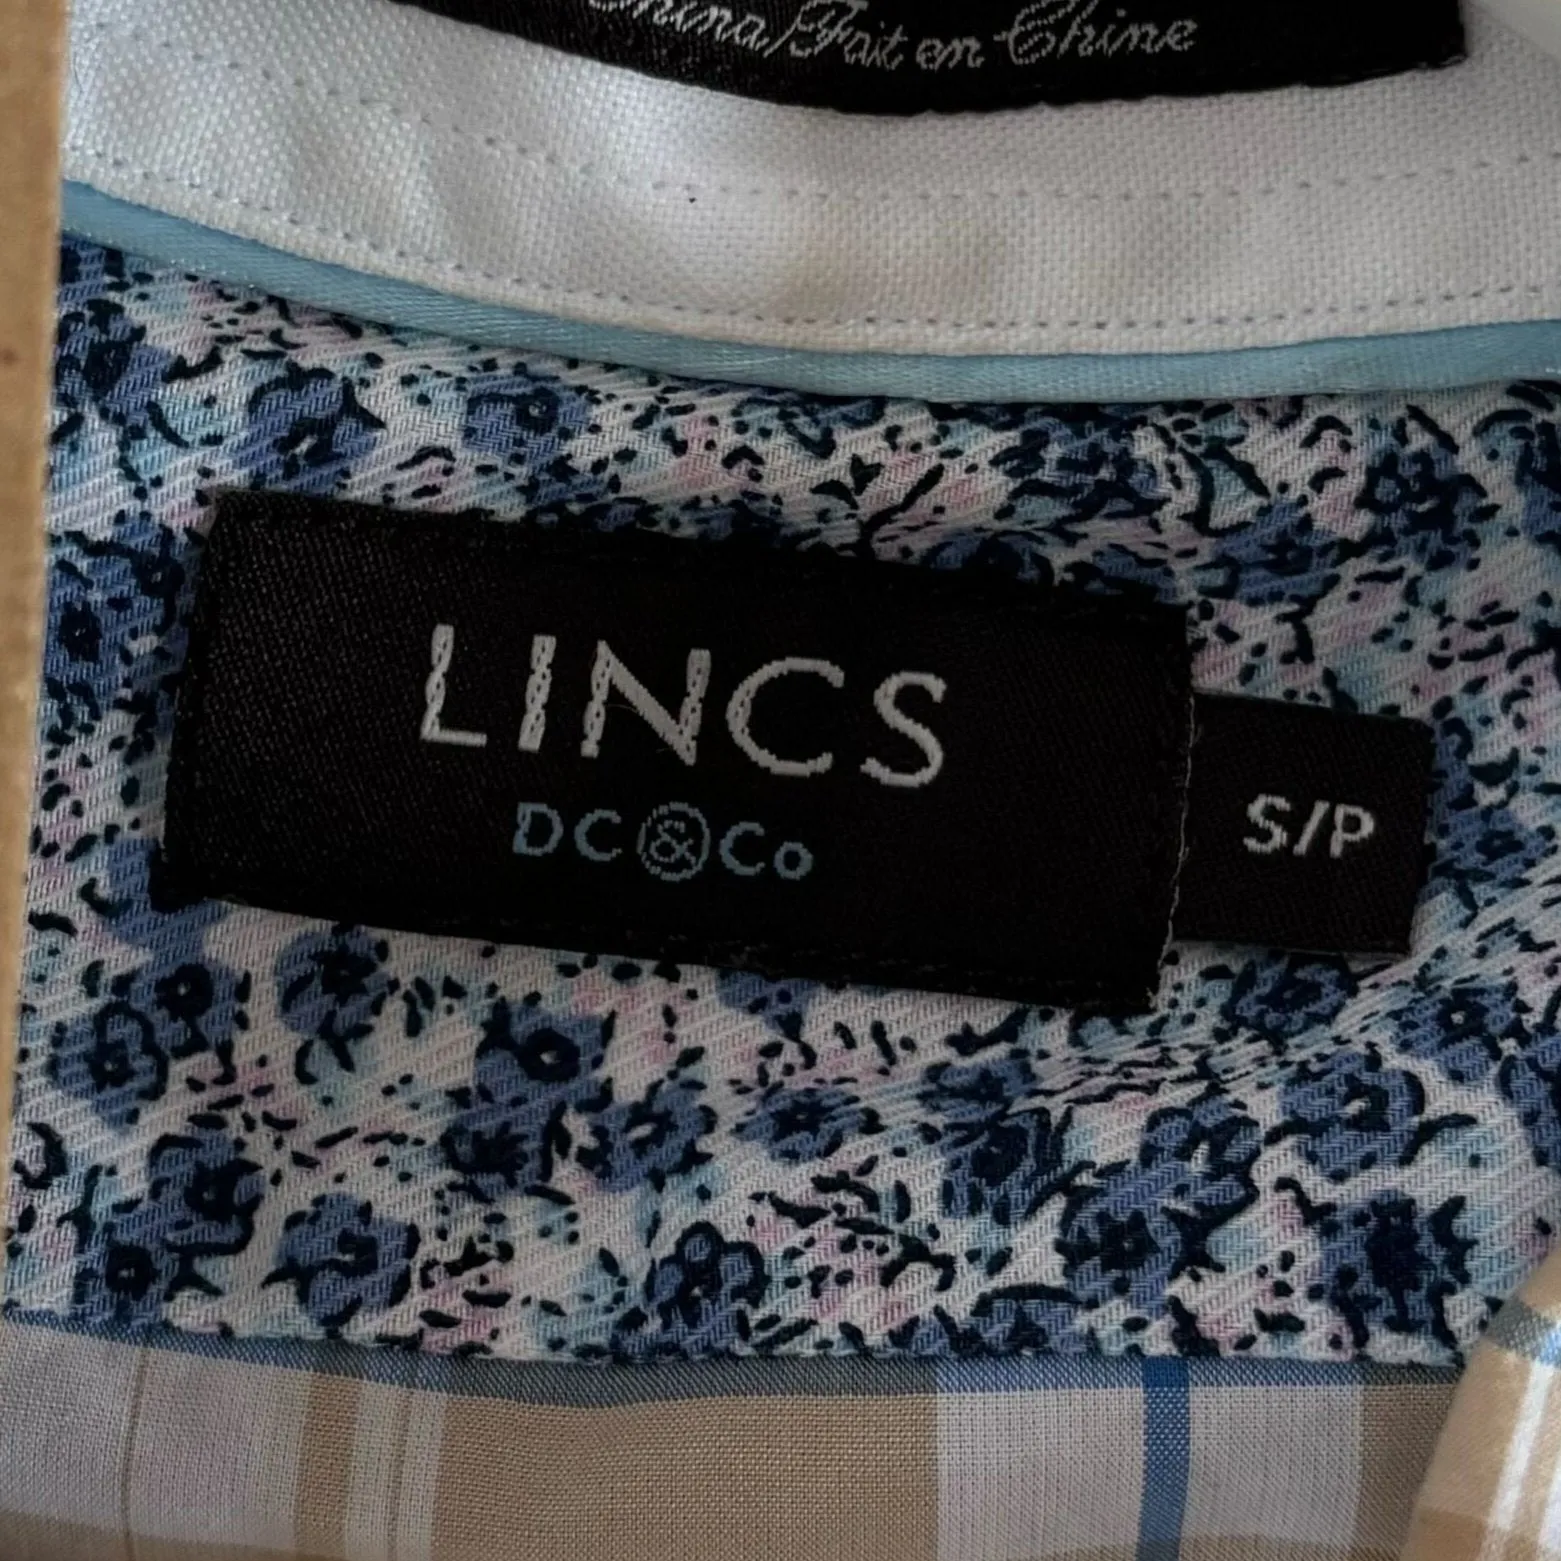 China/Fait en Chine
LINCS
DC&Co
S/P